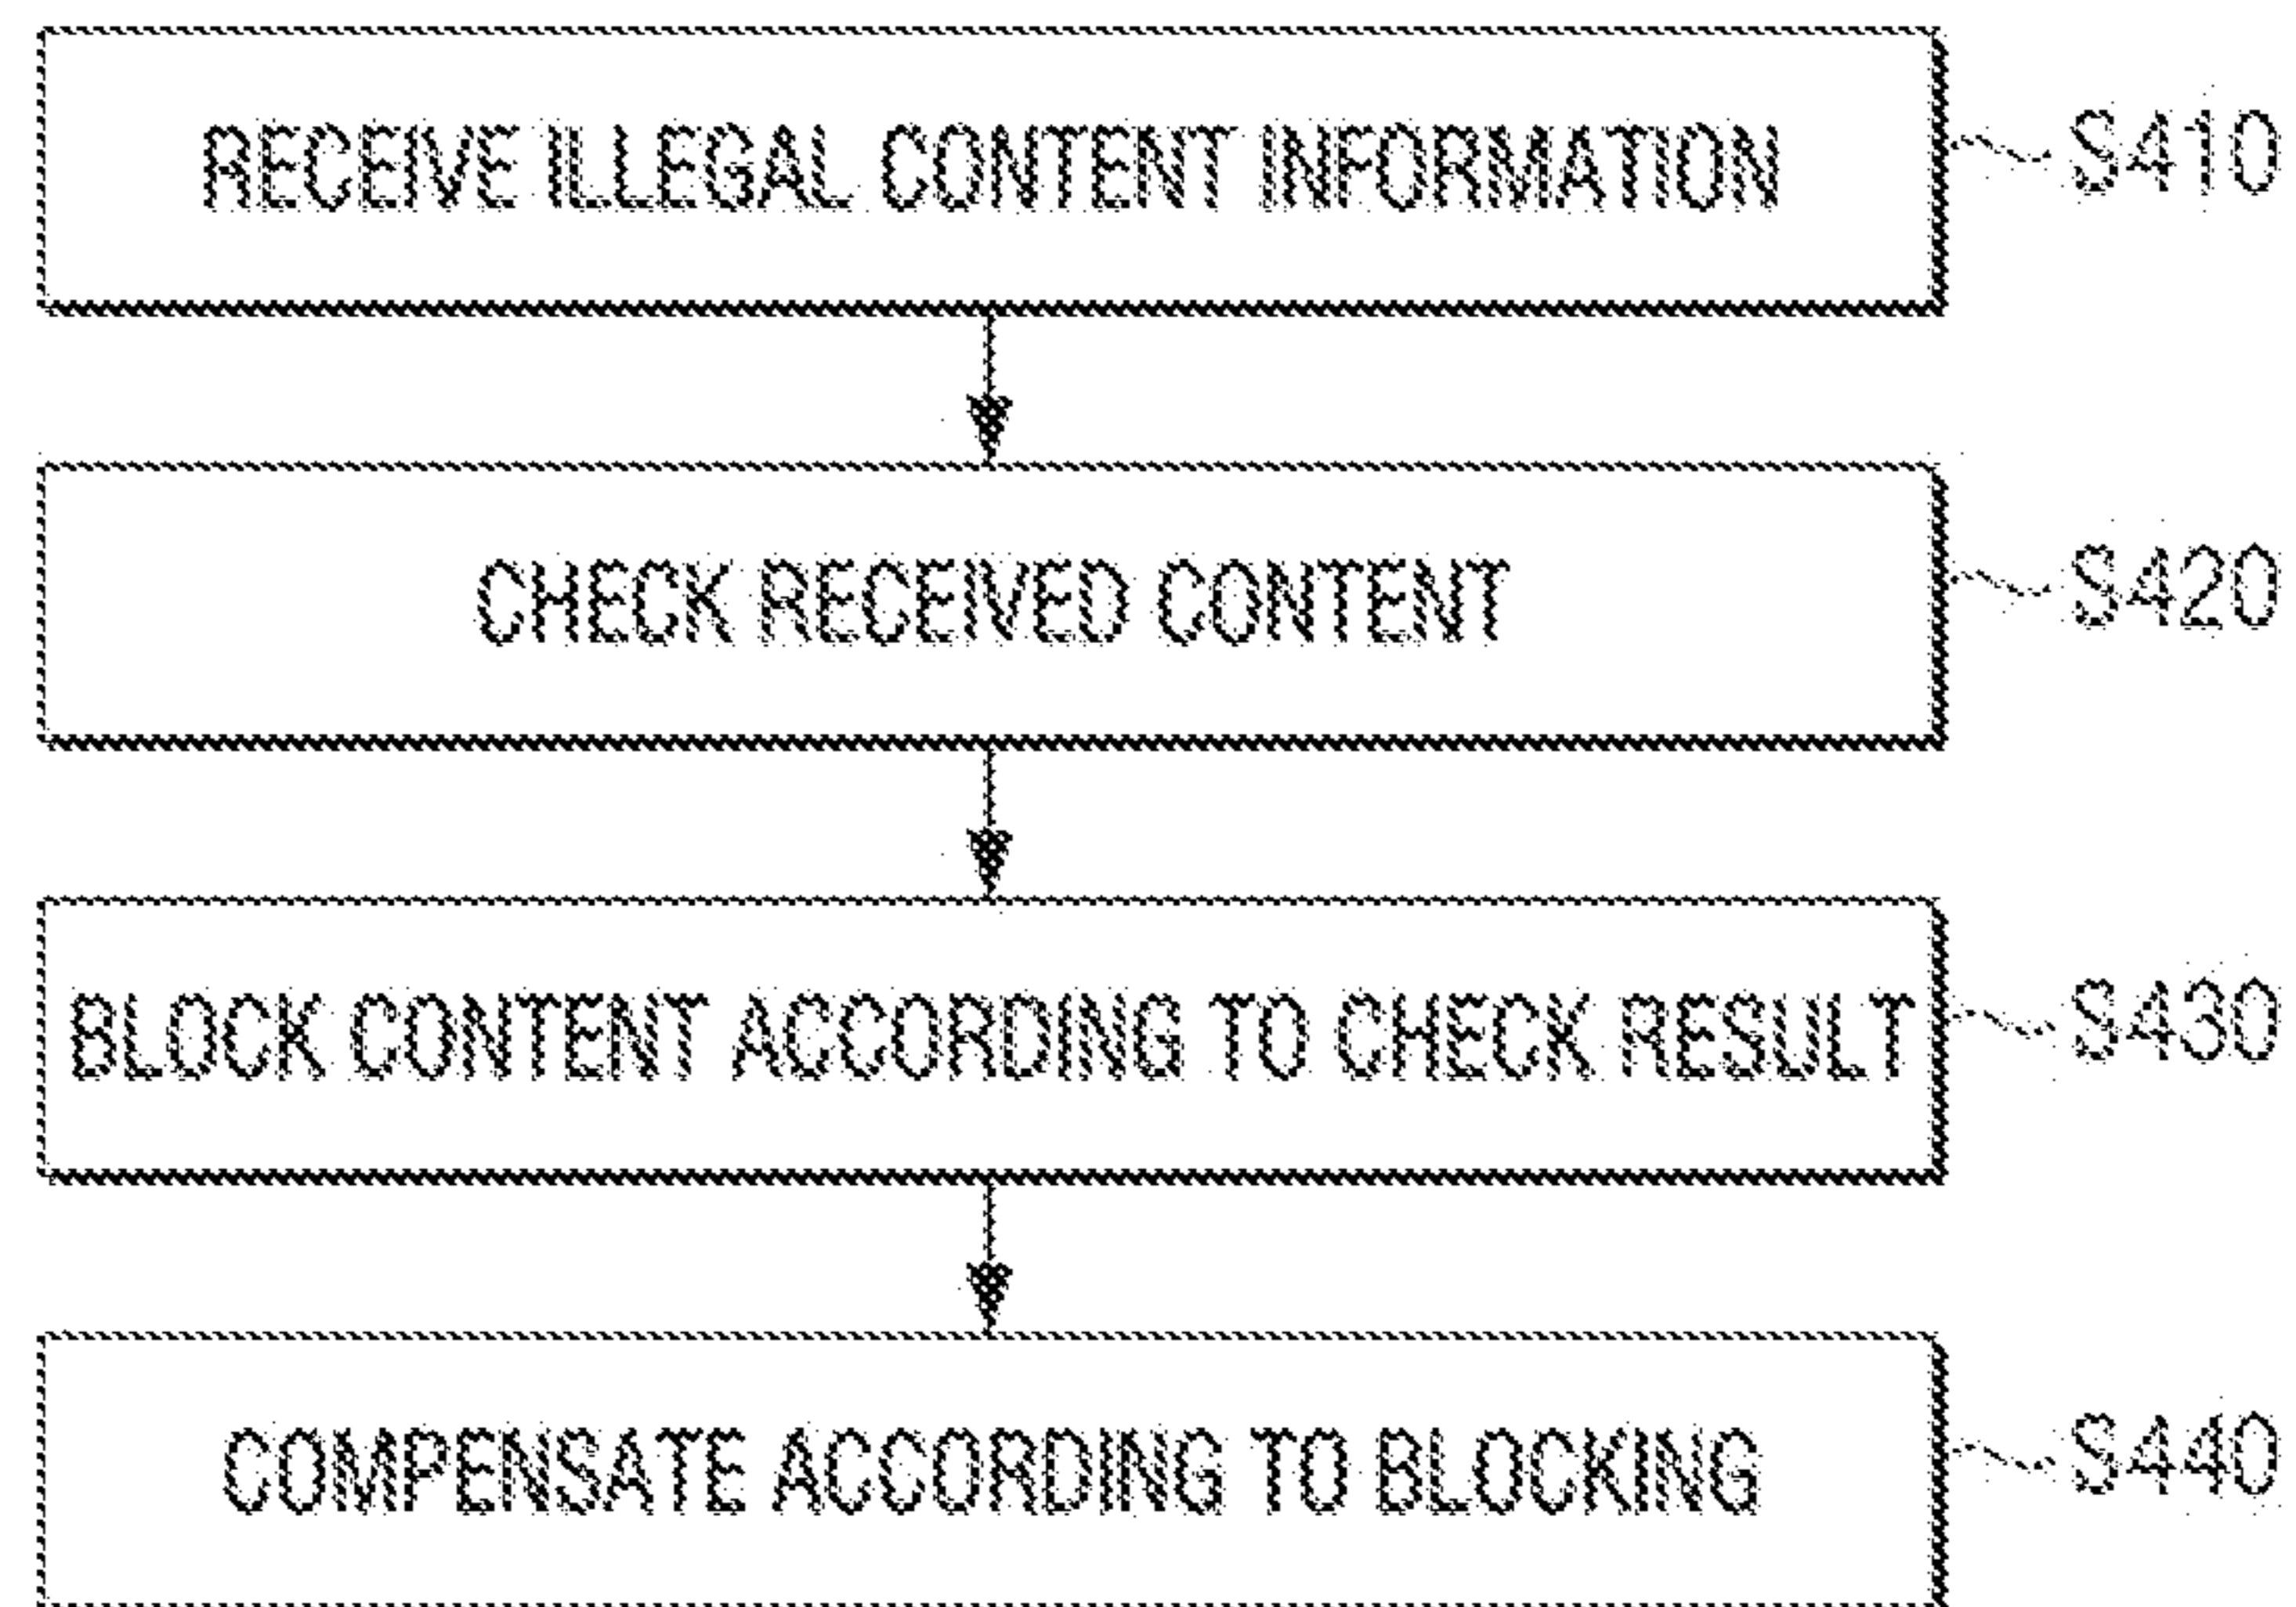 RECEIVE ILLEGAL CONTENT INFORMATION S410
CHECK RECEIVED CONTENT S420
BLOCK CONTENT ACCORDING TO CHECK RESULT S430
COMPENSATE ACCORDING TO BLOCKING S440